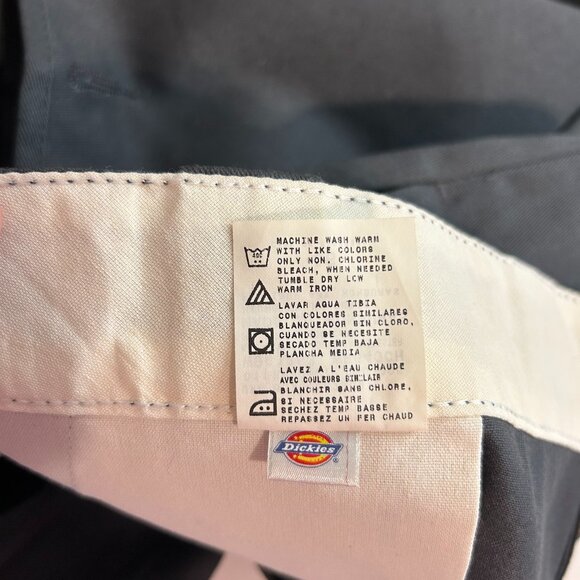 40C
MACHINE WASH WARM
WITH LIKE COLORS
ONLY NON. CHLORINE
BLEACH, WHEN NEEDED
TUMBLE DRY LOW
WARM IRON
LAVAR AGUA TIBIA
CON COLORES SIMILARES
BLANQUEADOR SIN CLORO,
CUANDO SE NECESITE
SECADO TEMP BAJA
PLANCHA MEDIA
LAVEZ A L'EAU CHAUDE
AVEC COULEURS SIMILAIR
BLANCHIR SANS CHLORE,
SI NECESSAIRE
SECHEZ TEMP BASSE
REPASSEZ UN FER CHAUD
Dickies